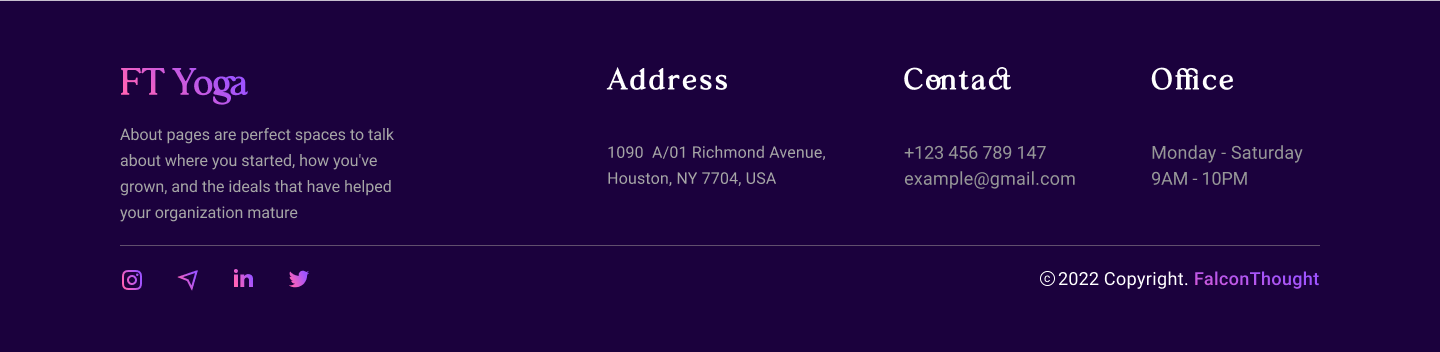 FT Yoga
About pages are perfect spaces to talk
about where you started, how you've
grown, and the ideals that have helped
your organization mature
Address
1090  A/01 Richmond Avenue,
Houston, NY 7704, USA
Contact
+123 456 789 147
example@gmail.com
Office
Monday - Saturday
9AM - 10PM
in
©2022 Copyright. FalconThought